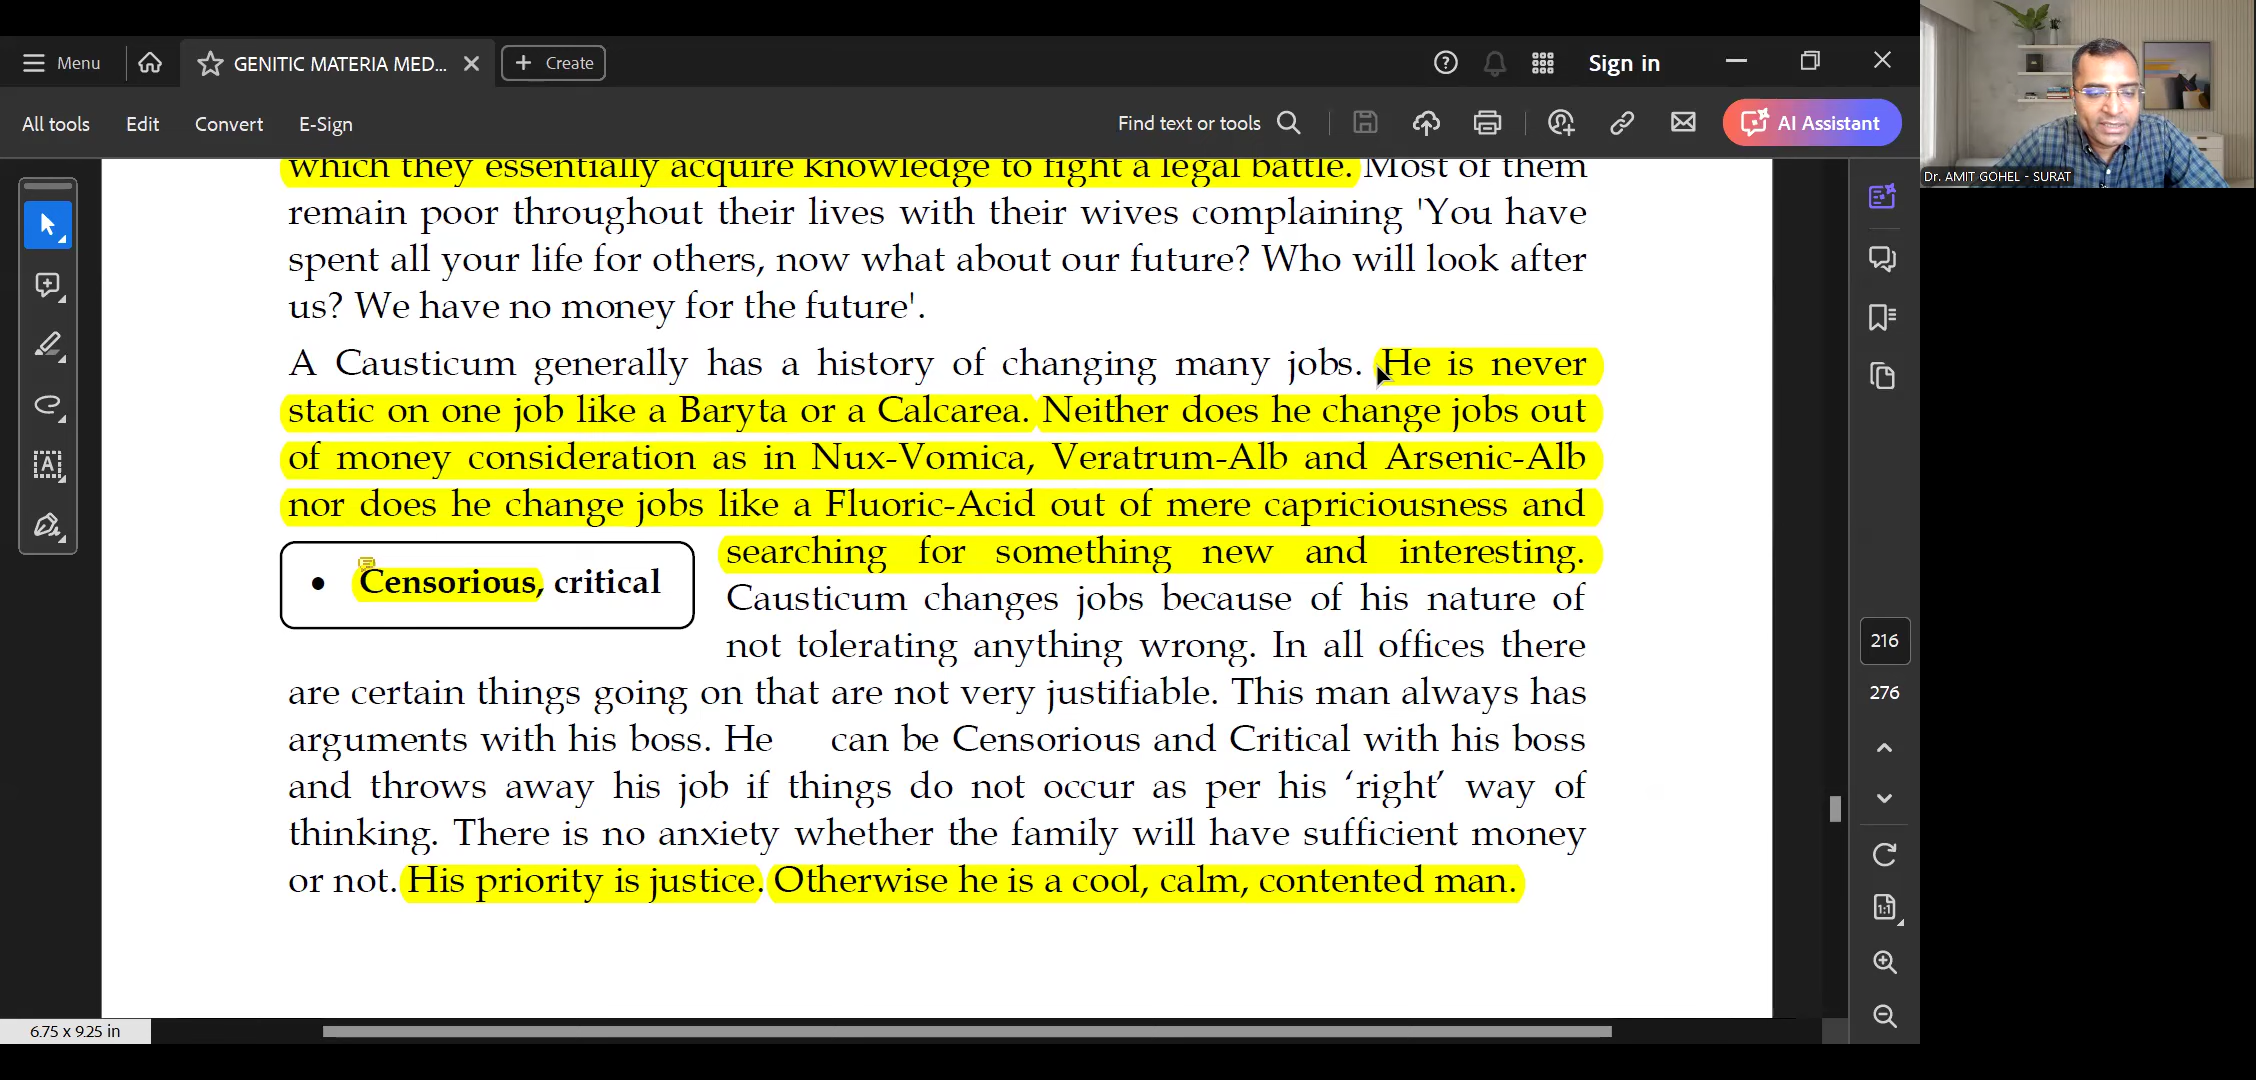 Menu
GENITIC MATERIA MED...
Create
Sign in
All tools
Edit
Convert
E-Sign
Find text or tools
AI Assistant
Dr. AMIT GOHEL - SURAT
which they essentially acquire knowledge to fight a legal battle. Most of them
remain poor throughout their lives with their wives complaining 'You have
spent all your life for others, now what about our future? Who will look after
us? We have no money for the future'.
A Causticum generally has a history of changing many jobs. He is never
static on one job like a Baryta or a Calcarea. Neither does he change jobs out
of money consideration as in Nux-Vomica, Veratrum-Alb and Arsenic-Alb
nor does he change jobs like a Fluoric-Acid out of mere capriciousness and
searching for something new and interesting.
• Censorious, critical
Causticum changes jobs because of his nature of
not tolerating anything wrong. In all offices there
are certain things going on that are not very justifiable. This man always has
arguments with his boss. He can be Censorious and Critical with his boss
and throws away his job if things do not occur as per his ‘right’ way of
thinking. There is no anxiety whether the family will have sufficient money
or not. His priority is justice. Otherwise he is a cool, calm, contented man.
216
276
1:1
6.75 x 9.25 in